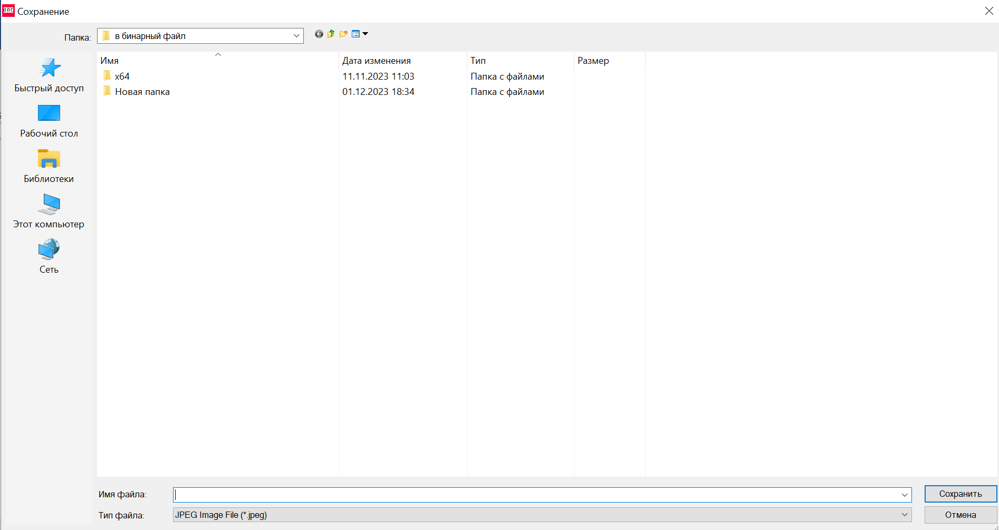 опс Сохранение
Папка: в бинарный файл
Имя Дата изменения Тип Размер
x64 11.11.2023 11:03 Папка с файлами
Новая папка 01.12.2023 18:34 Папка с файлами
Быстрый доступ
Рабочий стол
Библиотеки
Этот компьютер
Сеть
Имя файла: Сохранить
Тип файла: JPEG Image File (*.jpeg) Отмена